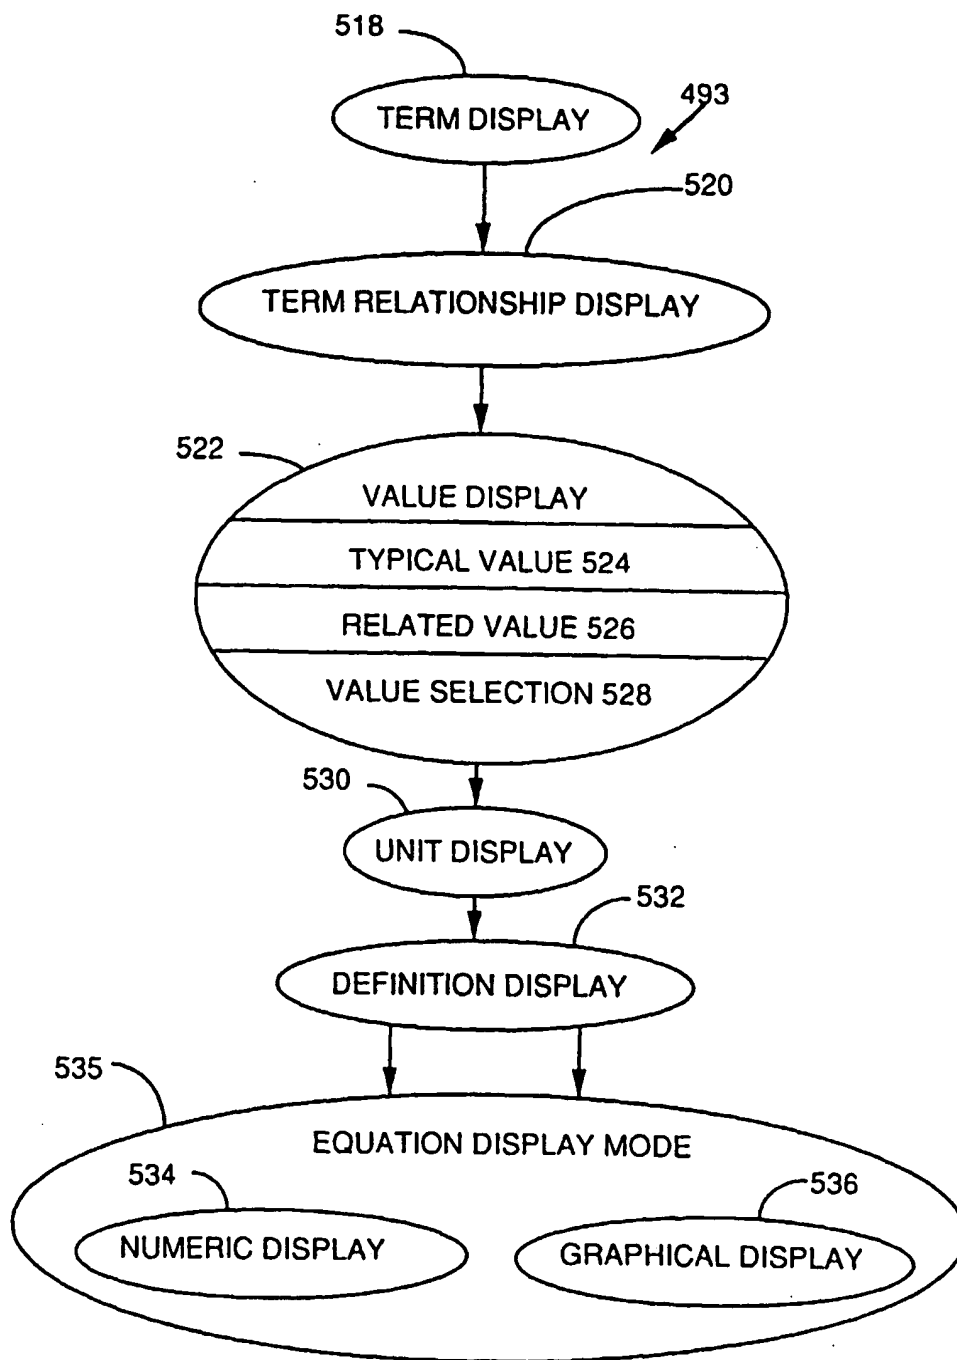 518
TERM DISPLAY
493
520
TERM RELATIONSHIP DISPLAY
522
VALUE DISPLAY
TYPICAL VALUE 524
RELATED VALUE 526
VALUE SELECTION 528
530
UNIT DISPLAY
532
DEFINITION DISPLAY
535
EQUATION DISPLAY MODE
534
536
NUMERIC DISPLAY
GRAPHICAL DISPLAY